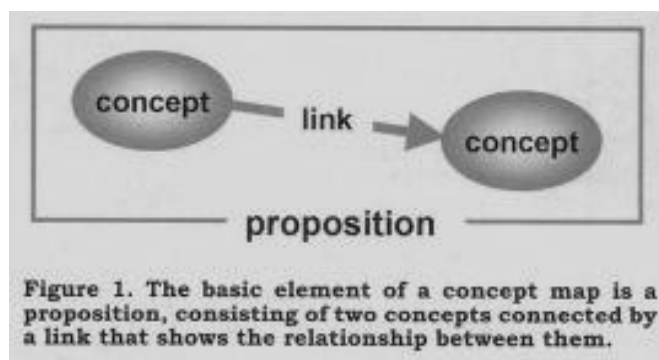 concept
link
concept
proposition
Figure 1. The basic element of a concept map is a
proposition, consisting of two concepts connected by
a link that shows the relationship between them.